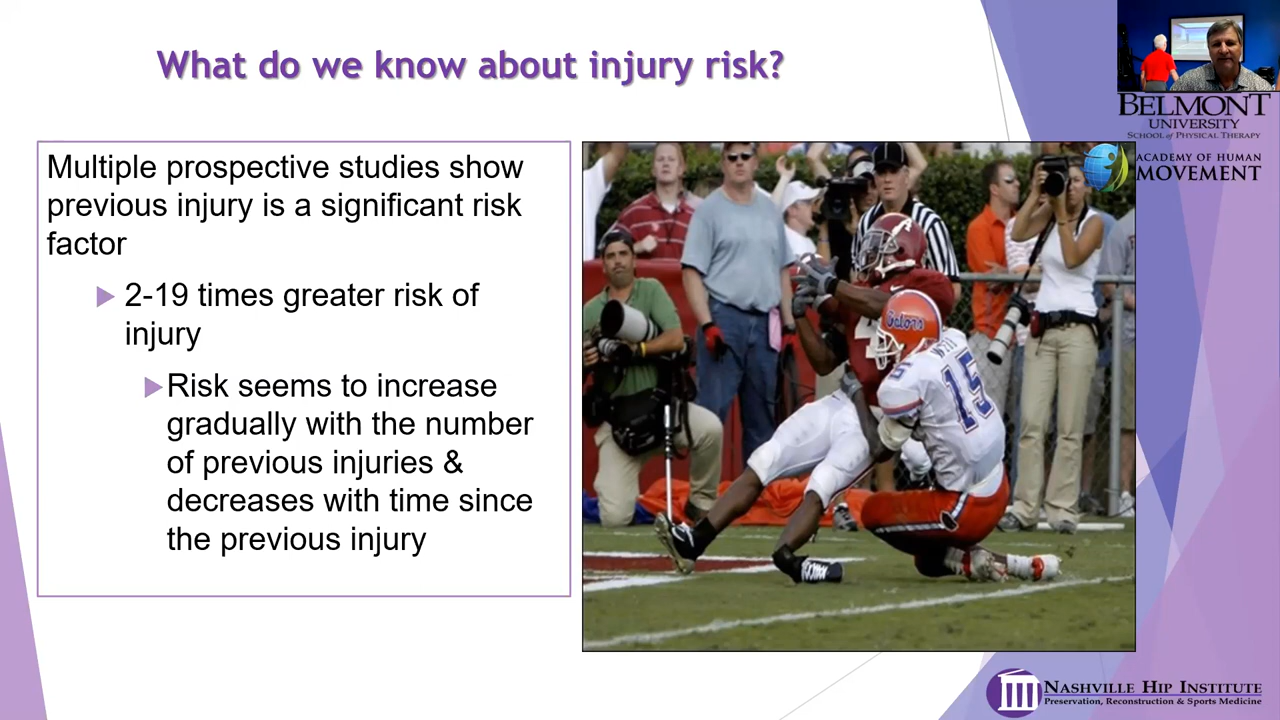 What do we know about injury risk?
BELMONT
UNIVERSITY
SCHOOL of PHYSICAL THERAPY
ACADEMY OF HUMAN
MOVEMENT
Multiple prospective studies show
previous injury is a significant risk
factor
2-19 times greater risk of
injury
Risk seems to increase
gradually with the number
of previous injuries &
decreases with time since
the previous injury
Gators
15
NASHVILLE HIP INSTITUTE
Preservation, Reconstruction & Sports Medicine